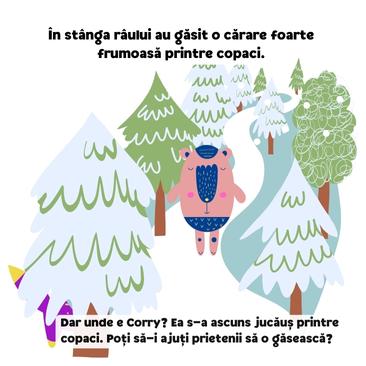 În stânga râului au găsit o cărare foarte
frumoasă printre copaci.
Dar unde e Corry? Ea s-a ascuns jucăuș printre
copaci. Poți să-i ajuți prietenii să o găsească?